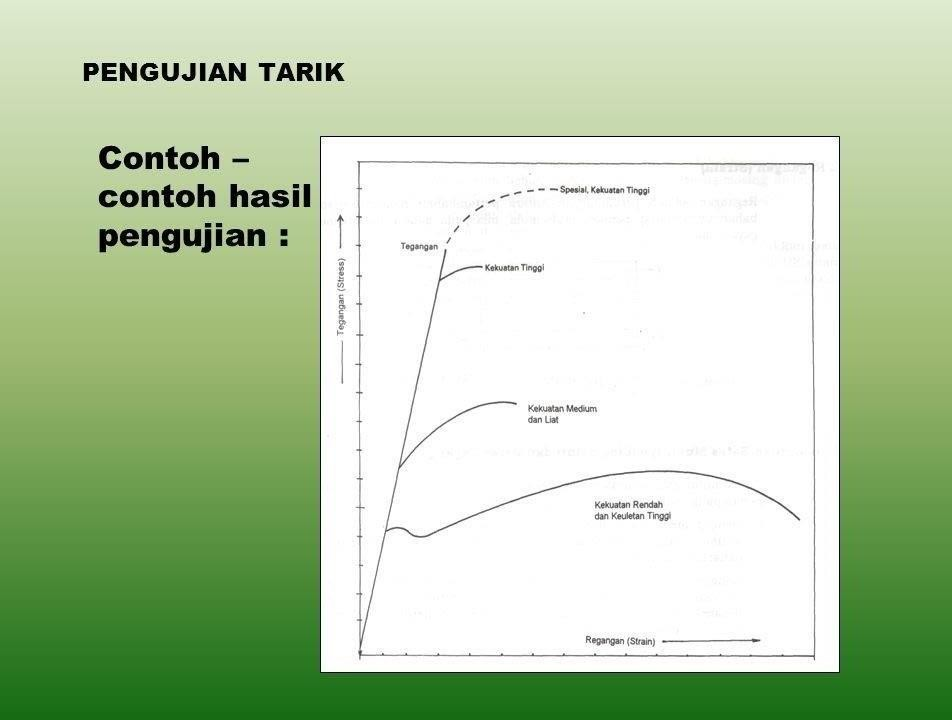 PENGUJIAN TARIK
Contoh –
contoh hasil
pengujian :
Spesial, Kekuatan Tinggi
Tegangan
Kekuatan Tinggi
Tegangan (Stress)
Kekuatan Medium
dan Liat
Kekuatan Rendah
dan Keuletan Tinggi
Regangan (Strain)